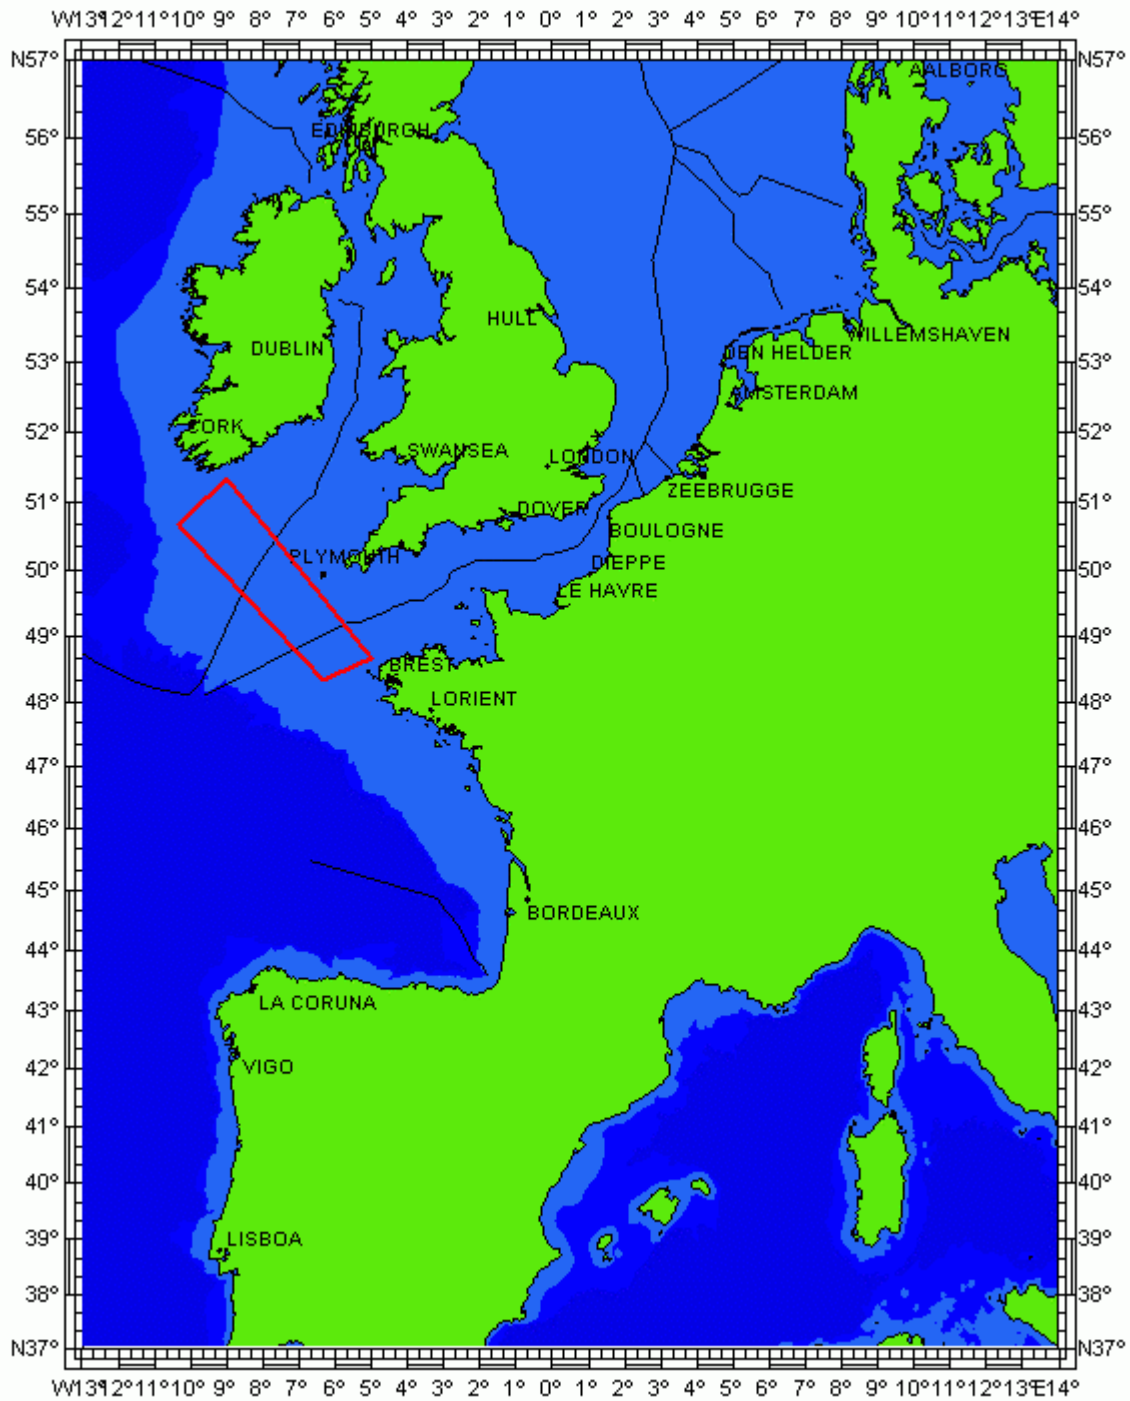 W13°12°11°10° 9° 8° 7° 6° 5° 4° 3° 2° 1° 0° 1° 2° 3° 4° 5° 6° 7° 8° 9° 10°11°12°13°E14°
N57° N57°
AALBORG
EDINBURGH
56° 56°
55° 55°
54° 54°
HULL
WILLEMSHAVEN
DUBLIN
DEN HELDER
53° 53°
AMSTERDAM
CORK
52° 52°
SWANSEA
LONDON
ZEEBRUGGE
51° 51°
DOVER
BOULOGNE
PLYMOUTH
DIEPPE
50° 50°
LE HAVRE
49° 49°
BREST
LORIENT
48° 48°
47° 47°
46° 46°
45° 45°
BORDEAUX
44° 44°
LA CORUNA
43° 43°
VIGO
42° 42°
41° 41°
40° 40°
39° 39°
LISBOA
38° 38°
N37° N37°
W13°12°11°10° 9° 8° 7° 6° 5° 4° 3° 2° 1° 0° 1° 2° 3° 4° 5° 6° 7° 8° 9° 10°11°12°13°E14°